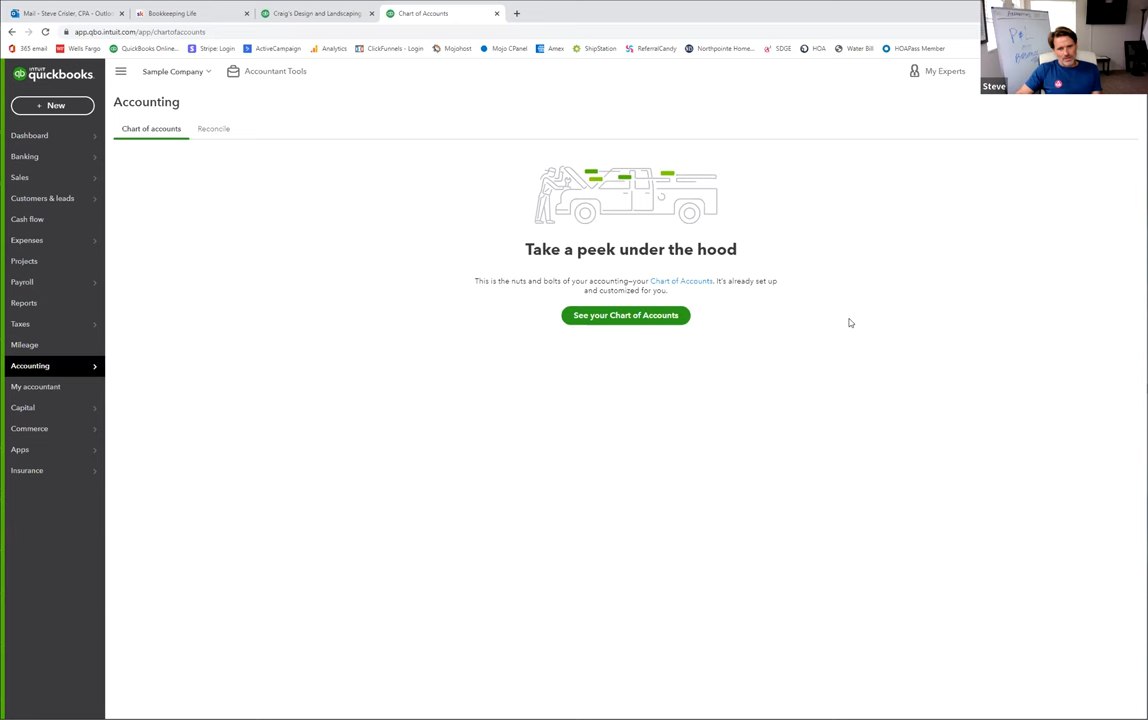 Mail - Steve Crisler, CPA - Outlo
Bookkeeping Life
Craig's Design and Landscaping
Chart of Accounts
app.qbo.intuit.com/app/chartofaccounts
365 email
Wells Fargo
QuickBooks Online...
Stripe: Login
ActiveCampaign
Analytics
ClickFunnels - Login
Mojohost
Mojo CPanel
Amex
ShipStation
ReferralCandy
Northpointe Home...
SDGE
HOA
Water Bill
HOAPass Member
Steve
INTUIT
quickbooks.
Sample Company
Accountant Tools
My Experts
+ New
Accounting
Chart of accounts
Reconcile
Dashboard
Banking
Sales
Customers & leads
Cash flow
Expenses
Projects
Payroll
Reports
Taxes
Mileage
Accounting
My accountant
Capital
Commerce
Apps
Insurance
Take a peek under the hood
This is the nuts and bolts of your accounting—your Chart of Accounts. It's already set up
and customized for you.
See your Chart of Accounts